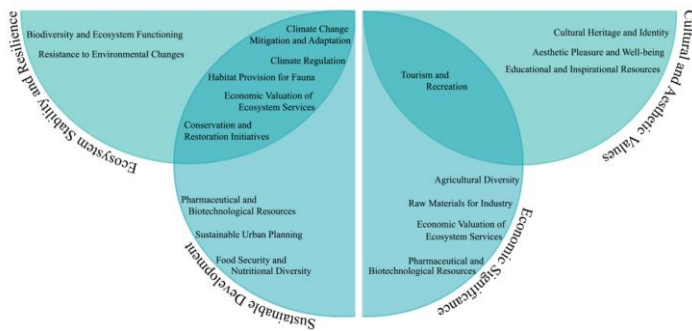 Ecosystem Stability and Resilience
Biodiversity and Ecosystem Functioning
Resistance to Environmental Changes
Climate Change
Mitigation and Adaptation
Climate Regulation
Habitat Provision for Fauna
Economic Valuation of
Ecosystem Services
Conservation and
Restoration Initiatives
Pharmaceutical and
Biotechnological Resources
Sustainable Urban Planning
Food Security and
Nutritional Diversity
Sustainable Development
Tourism and
Recreation
Cultural Heritage and Identity
Aesthetic Pleasure and Well-being
Educational and Inspirational Resources
Cultural and Aesthetic Values
Agricultural Diversity
Raw Materials for Industry
Economic Valuation of
Ecosystem Services
Pharmaceutical and
Biotechnological Resources
Economic Significance